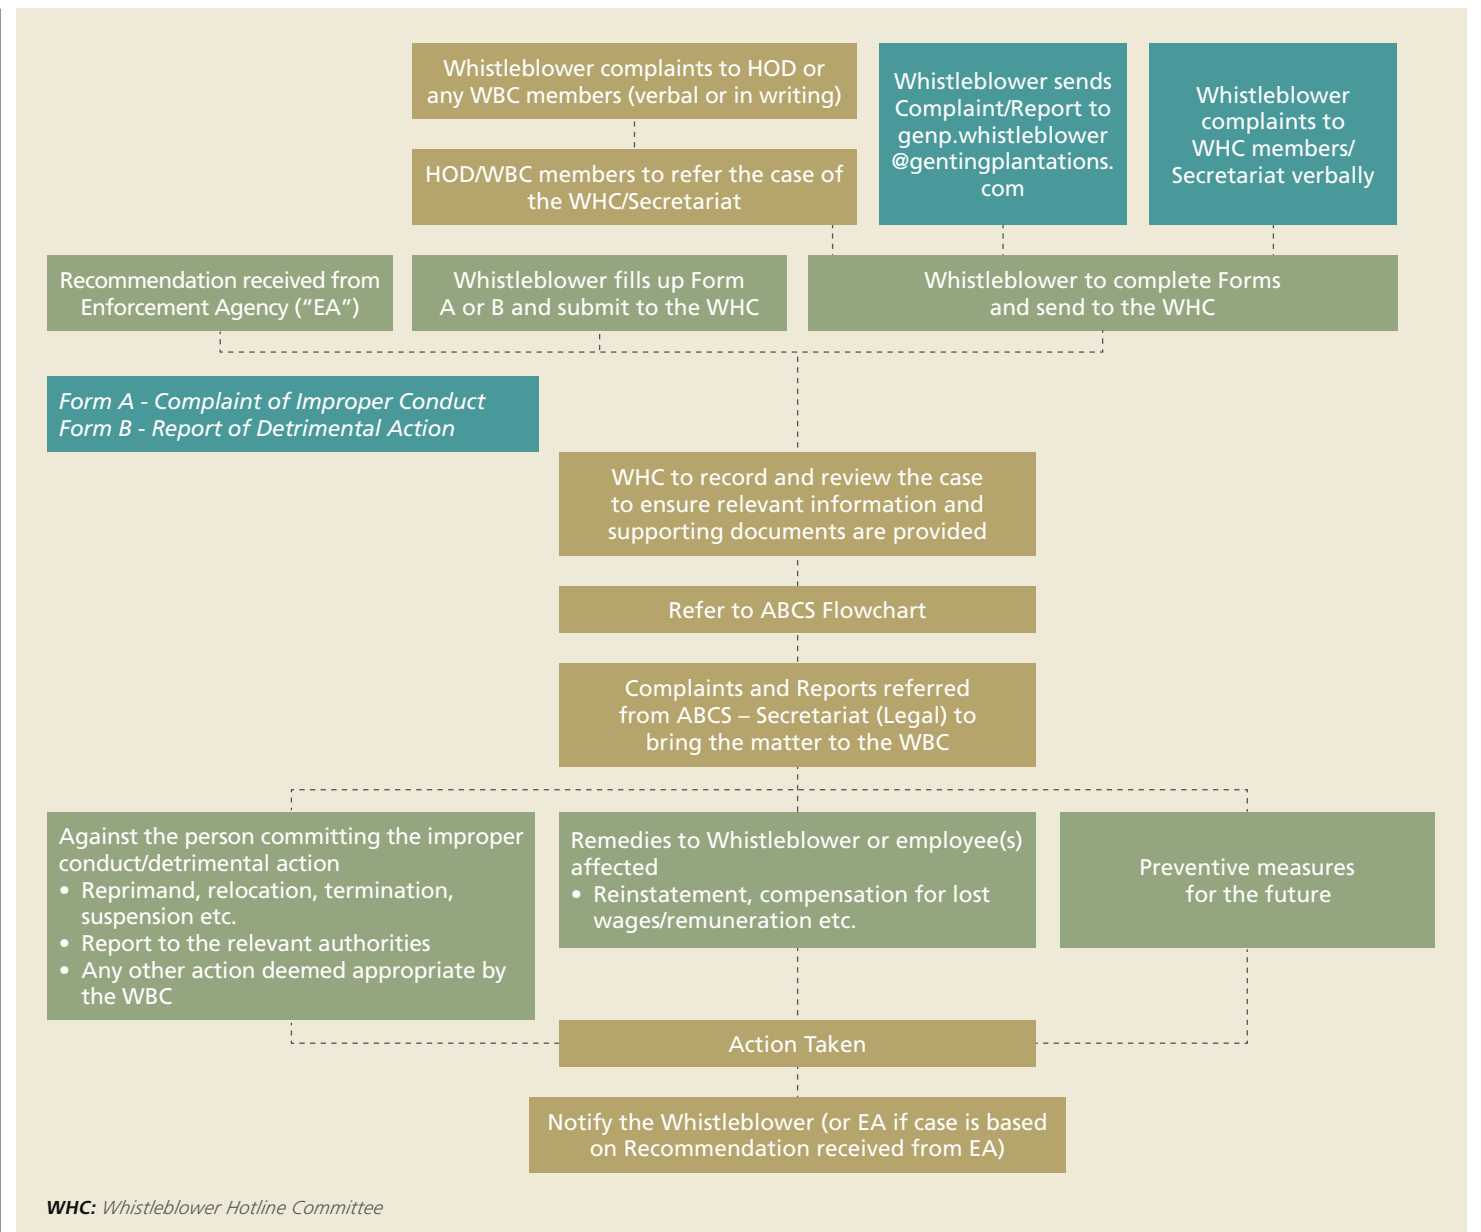 Whistleblower complaints to HOD or
any WBC members (verbal or in writing)
HOD/WBC members to refer the case of
the WHC/Secretariat
Whistleblower sends
Complaint/Report to
genp.whistleblower
@gentingplantations.
com
Whistleblower
complaints to
WHC members/
Secretariat verbally
Recommendation received from
Enforcement Agency (“EA”)
Whistleblower fills up Form
A or B and submit to the WHC
Whistleblower to complete Forms
and send to the WHC
Form A - Complaint of Improper Conduct
Form B - Report of Detrimental Action
WHC to record and review the case
to ensure relevant information and
supporting documents are provided
Refer to ABCS Flowchart
Complaints and Reports referred
from ABCS – Secretariat (Legal) to
bring the matter to the WBC
Against the person committing the improper
conduct/detrimental action
• Reprimand, relocation, termination,
suspension etc.
• Report to the relevant authorities
• Any other action deemed appropriate by
the WBC
Remedies to Whistleblower or employee(s)
affected
• Reinstatement, compensation for lost
wages/remuneration etc.
Preventive measures
for the future
Action Taken
Notify the Whistleblower (or EA if case is based
on Recommendation received from EA)
WHC: Whistleblower Hotline Committee